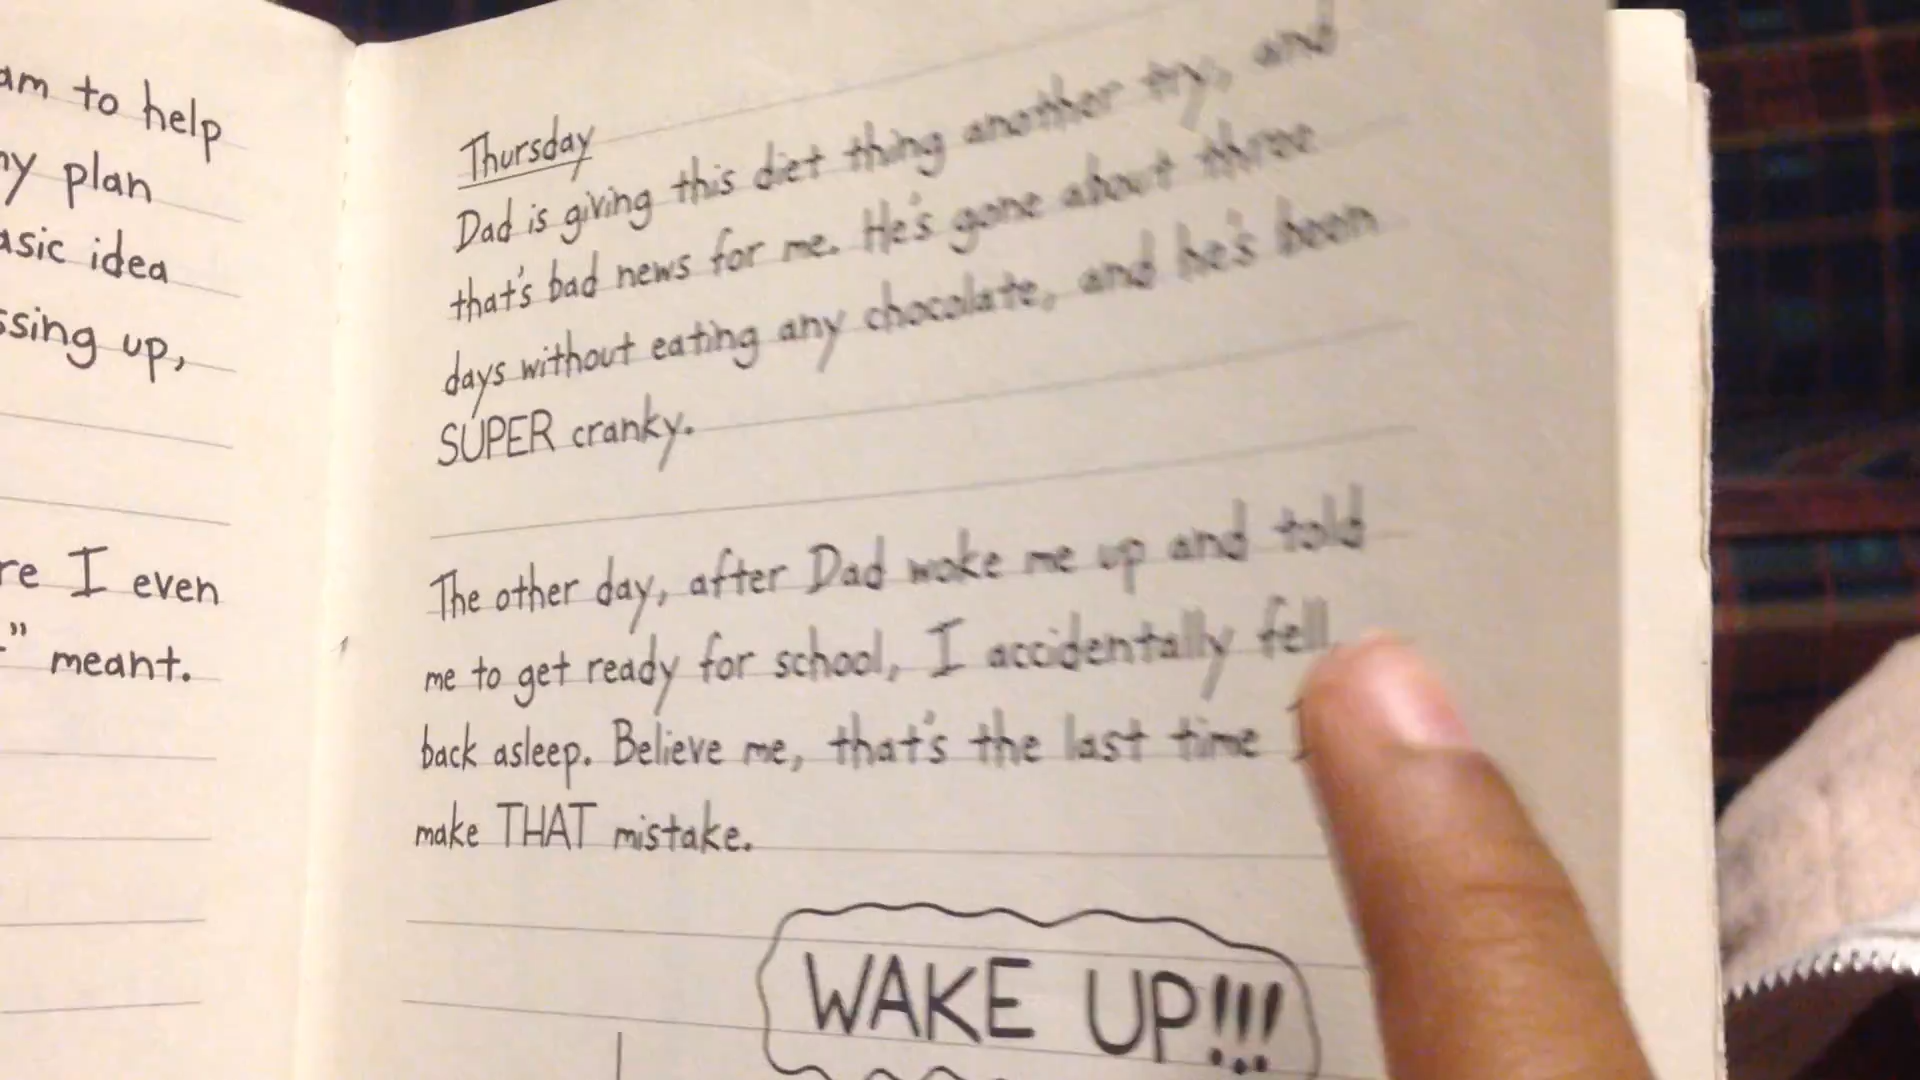 am to help
plan
asic idea
ssing up,
re I even
" meant.
Thursday
Dad is giving this diet thing another try, and
that's bad news for me. He's gone about three
days without eating any chocolate, and he's been
SUPER cranky.
The other day, after Dad woke me up and told
me to get ready for school, I accidentally fell
back asleep. Believe me, that's the last time I
make THAT mistake.
WAKE UP!!!